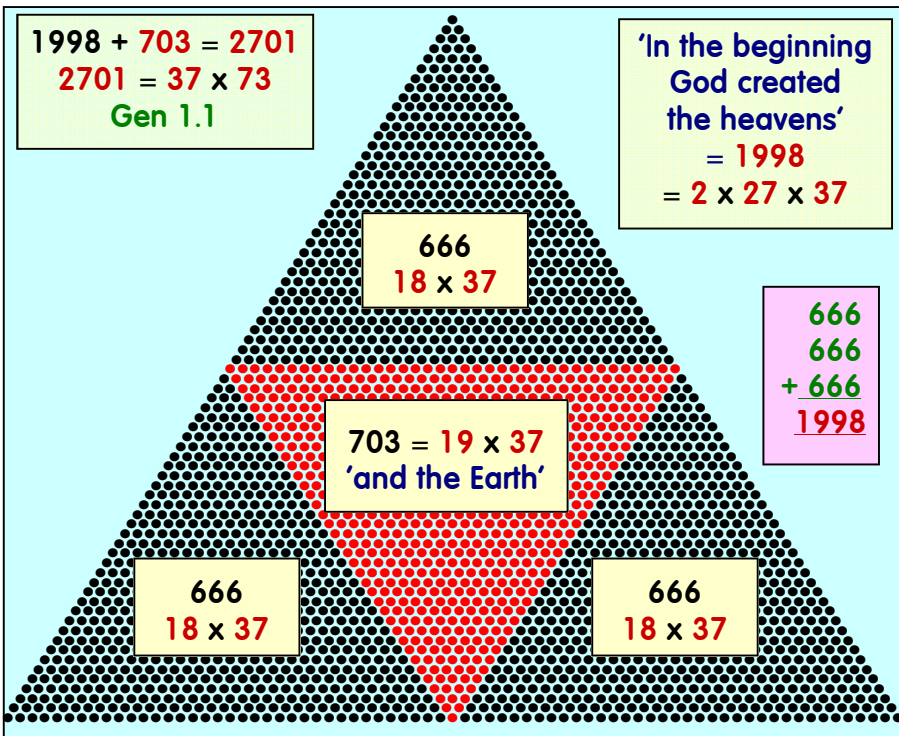 1998 + 703 = 2701
2701 = 37 x 73
Gen 1.1
‘In the beginning
God created
the heavens‘
= 1998
= 2 x 27 x 37
666
18 x 37
666
666
+ 666
1998
703 = 19 x 37
‘and the Earth‘
666
18 x 37
666
18 x 37